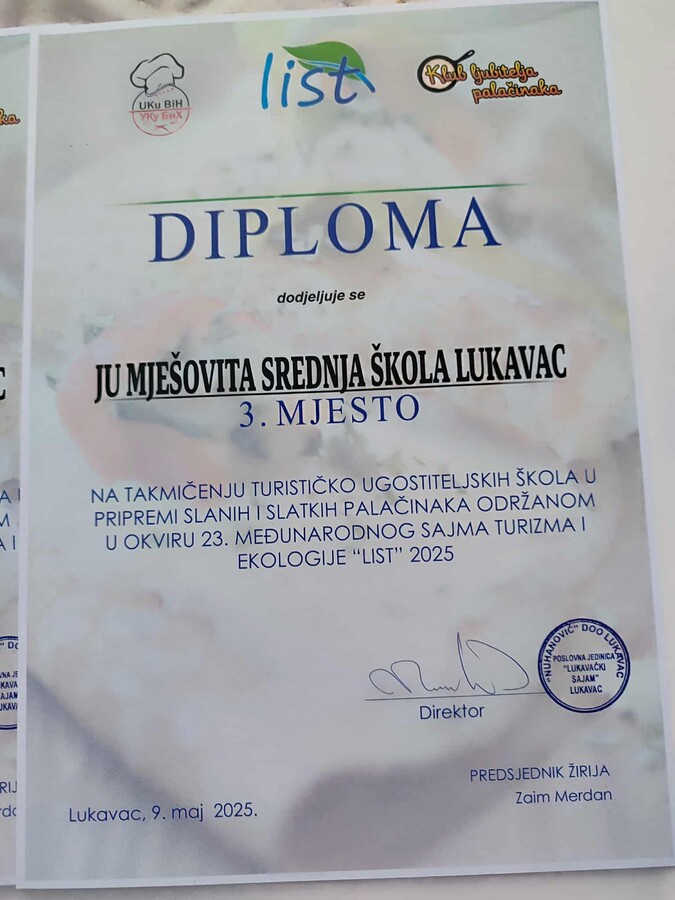 UKu BiH
УКу БиХ
list
Klub ljubitelja
palačinaka
DIPLOMA
dodjeljuje se
JU MJEŠOVITA SREDNJA ŠKOLA LUKAVAC
3. MJESTO
NA TAKMIČENJU TURISTIČKO UGOSTITELJSKIH ŠKOLA U
PRIPREMI SLANIH I SLATKIH PALAČINAKA ODRŽANOM
U OKVIRU 23. MEĐUNARODNOG SAJMA TURIZMA I
EKOLOGIJE “LIST” 2025
"NUHANOVIĆ" DOO LUKAVAC
POSLOVNA JEDINICA
"LUKAVAČKI
SAJAM"
LUKAVAC
Direktor
PREDSJEDNIK ŽIRIJA
Zaim Merdan
Lukavac, 9. maj 2025.